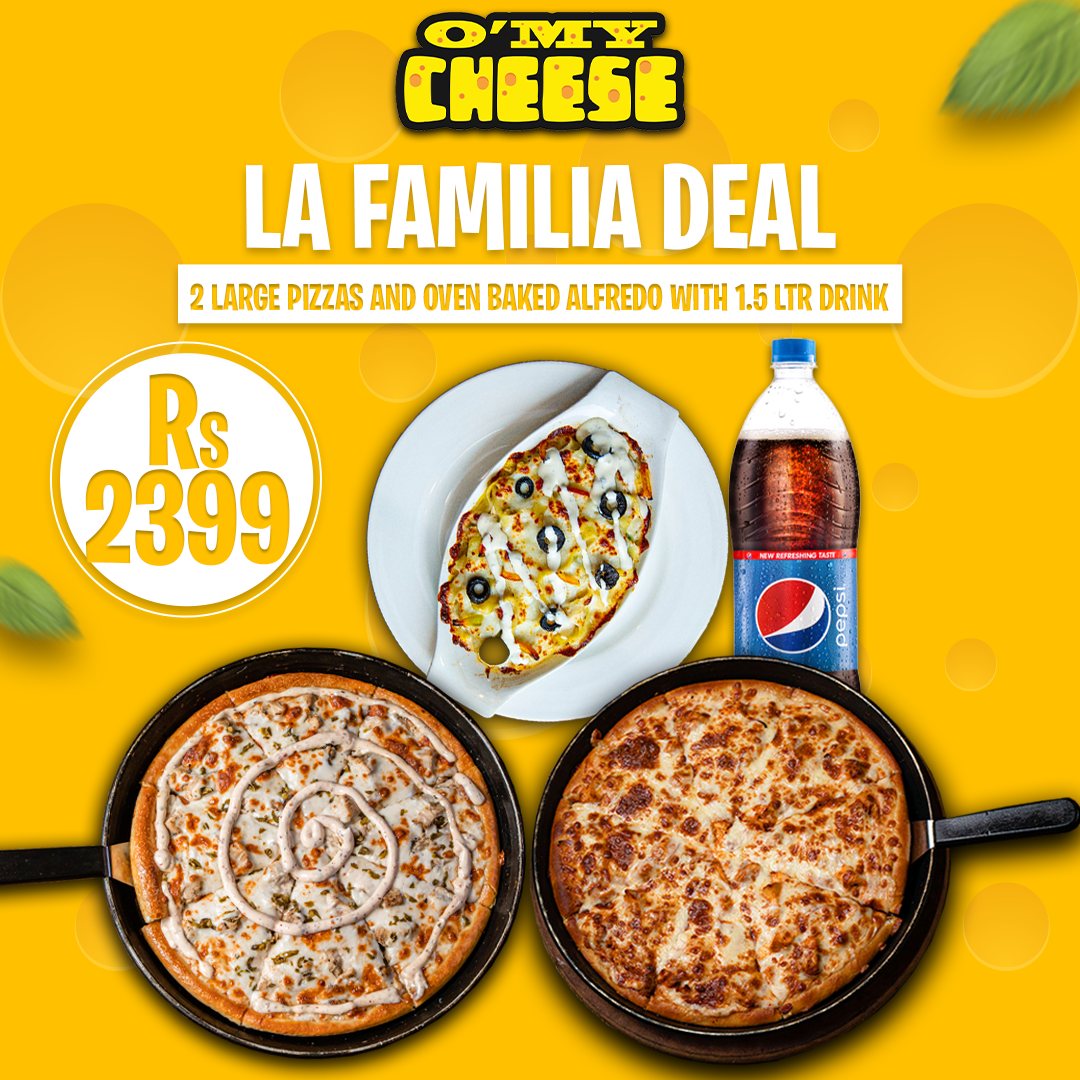 O'MY
CHEESE
LA FAMILIA DEAL
2 LARGE PIZZAS AND OVEN BAKED ALFREDO WITH 1.5 LTR DRINK
Rs
2399
NEW REFRESHING TASTE
pepsi